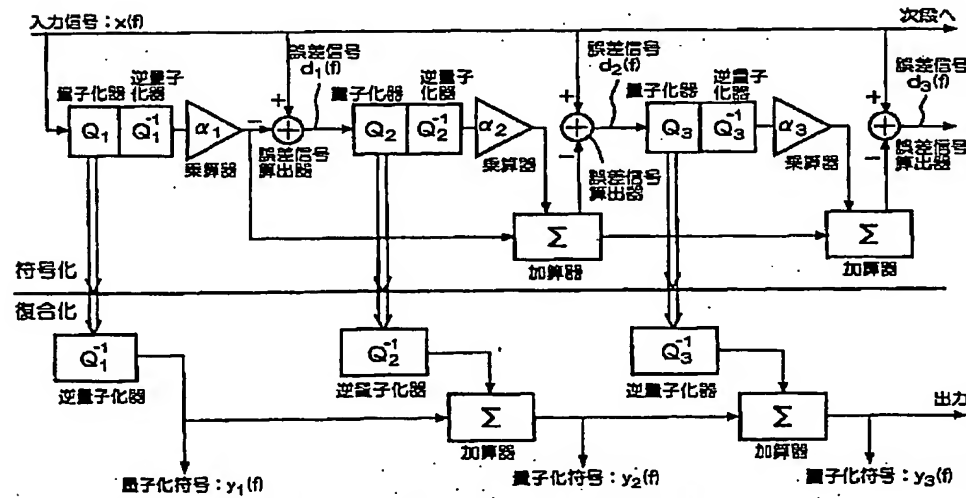 入力信号：x(f)
次段へ
誤差信号
d₁(f)
誤差信号
d₂(f)
誤差信号
d₃(f)
量子化器
逆量子
化器
量子化器
逆量子
化器
量子化器
逆量子
化器
Q₁
Q₁⁻¹
α₁
−
+
Q₂
Q₂⁻¹
α₂
+
−
Q₃
Q₃⁻¹
α₃
+
−
乗算器
誤差信号
算出器
乗算器
誤差信号
算出器
乗算器
誤差信号
算出器
Σ
加算器
Σ
加算器
符号化
復合化
Q₁⁻¹
逆量子化器
Q₂⁻¹
逆量子化器
Q₃⁻¹
逆量子化器
Σ
加算器
Σ
加算器
出力
量子化符号：y₁(f)
量子化符号：y₂(f)
量子化符号：y₃(f)